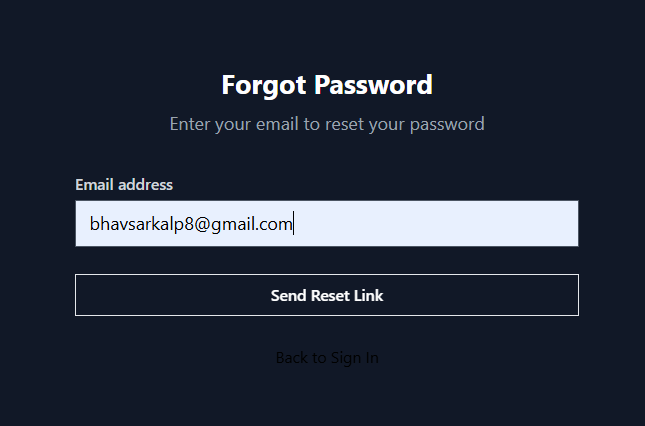 Forgot Password
Enter your email to reset your password
Email address
bhavsarkalp8@gmail.com
Send Reset Link
Back to Sign In